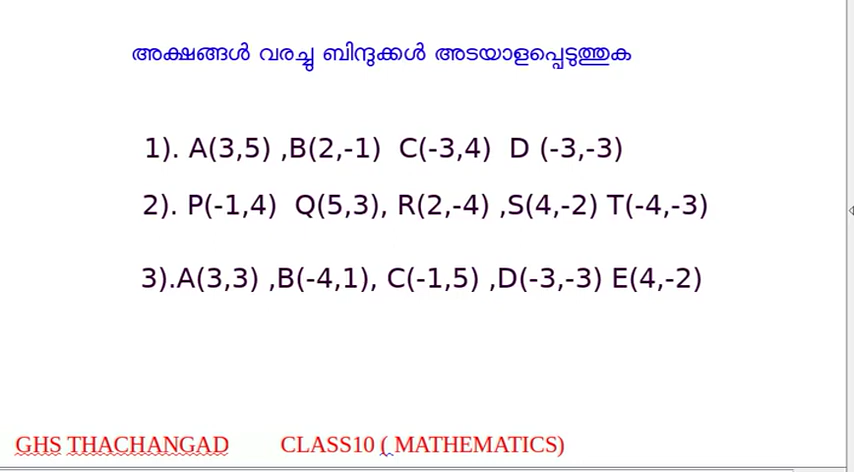 അക്ഷങ്ങൾ വരച്ചു ബിന്ദുക്കൾ അടയാളപ്പെടുത്തുക
1). A(3,5) ,B(2,-1) C(-3,4) D (-3,-3)
2). P(-1,4) Q(5,3), R(2,-4) ,S(4,-2) T(-4,-3)
3).A(3,3) ,B(-4,1), C(-1,5) ,D(-3,-3) E(4,-2)
GHS THACHANGAD CLASS10 ( MATHEMATICS)